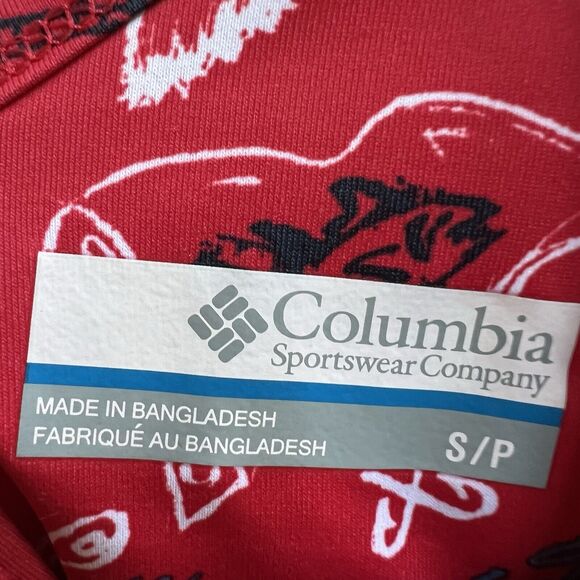 Columbia
Sportswear Company
MADE IN BANGLADESH
FABRIQUÉ AU BANGLADESH
S/P